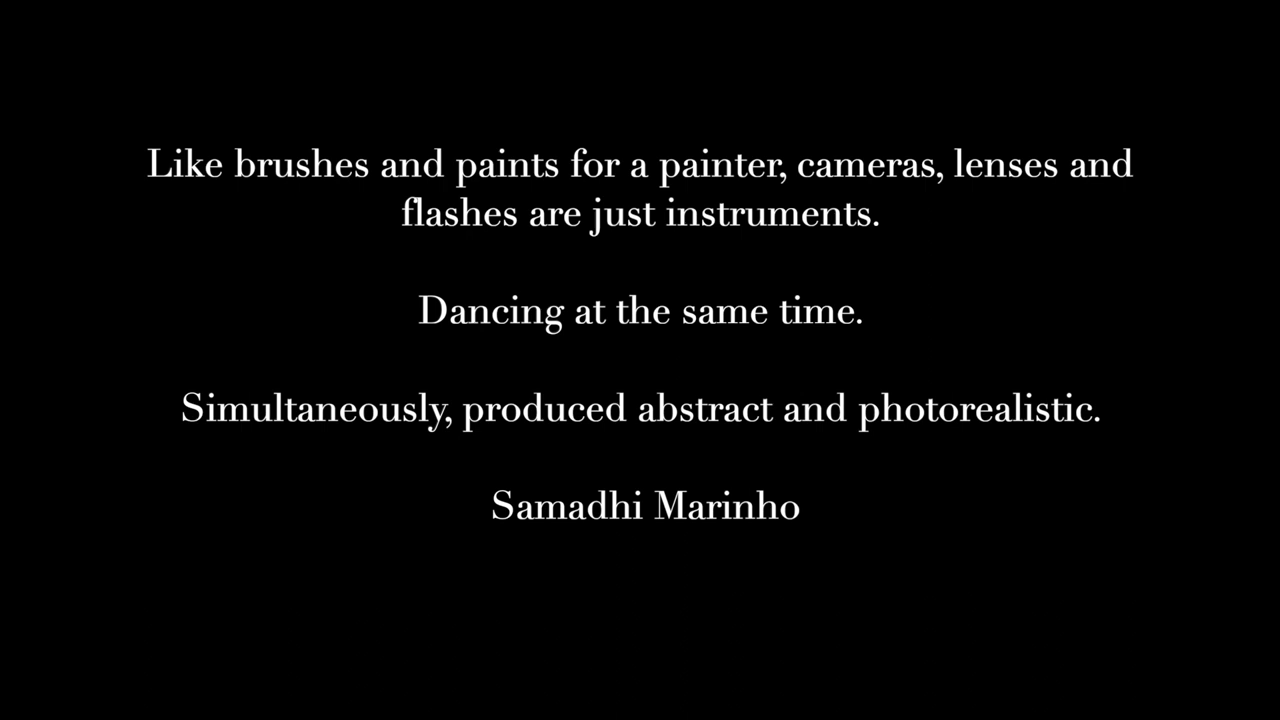 Like brushes and paints for a painter, cameras, lenses and
flashes are just instruments.
Dancing at the same time.
Simultaneously, produced abstract and photorealistic.
Samadhi Marinho